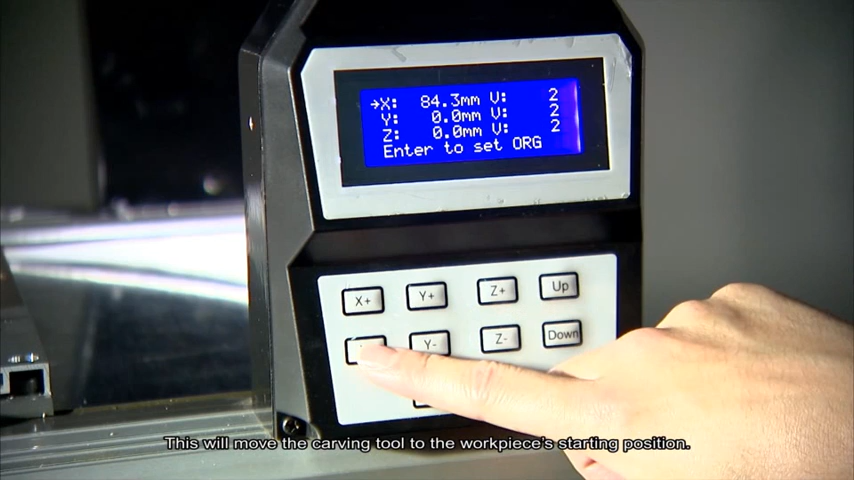 →X: 84.3mm V: 2
Y: 0.0mm V: 2
Z: 0.0mm V: 2
Enter to set ORG
X+ Y+ Z+ Up
Y- Z- Down
This will move the carving tool to the workpiece's starting position.